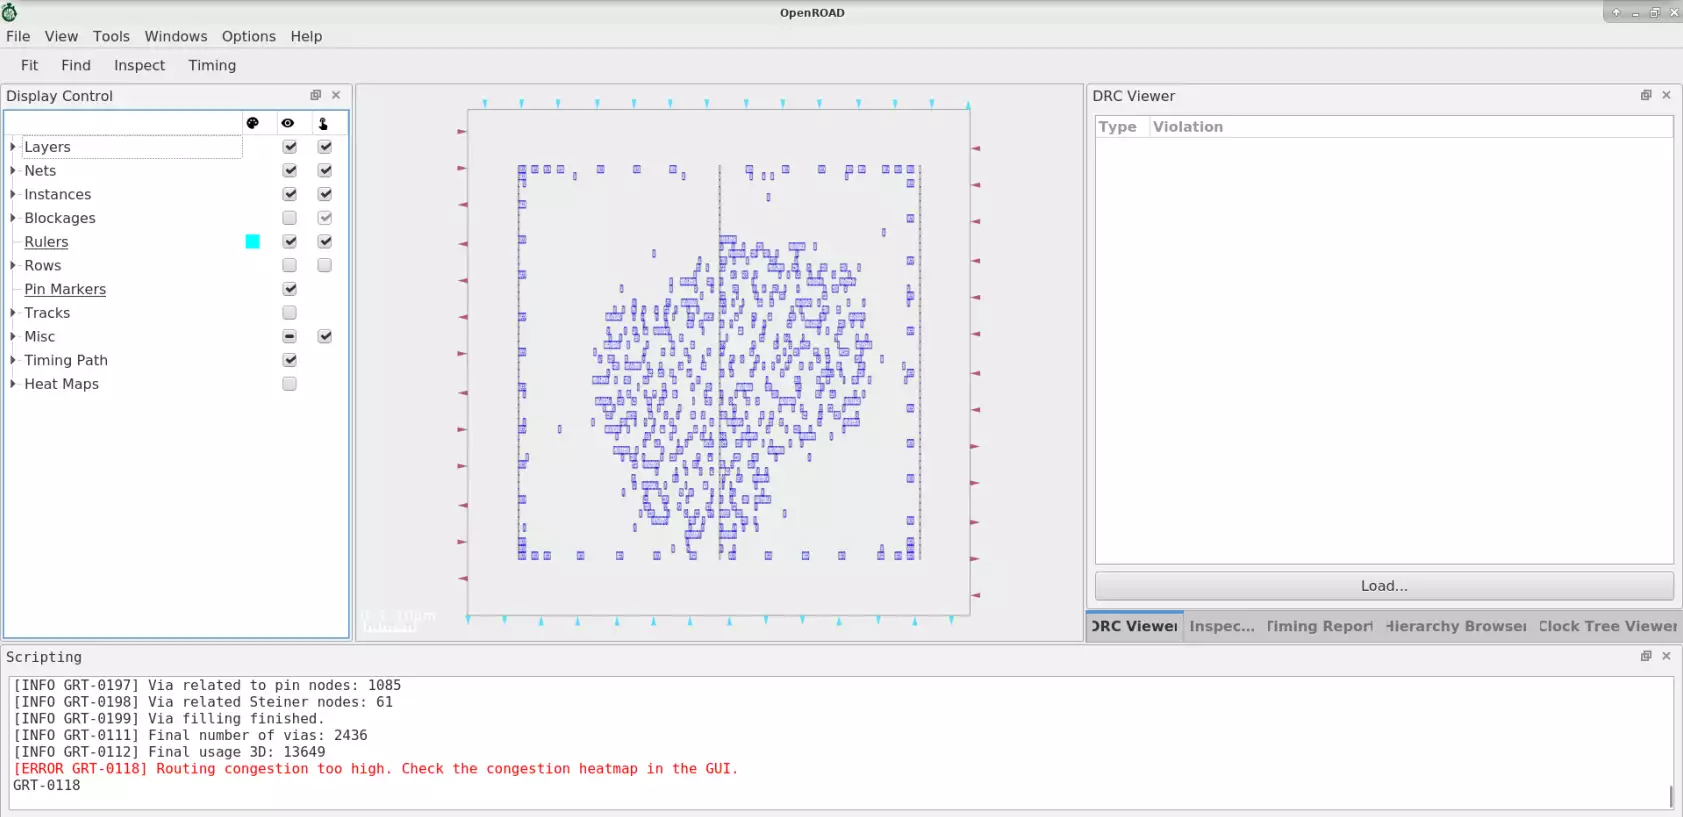 OpenROAD
File View Tools Windows Options Help
Fit Find Inspect Timing
Display Control
Layers
Nets
Instances
Blockages
Rulers
Rows
Pin Markers
Tracks
Misc
Timing Path
Heat Maps
DRC Viewer
Type Violation
Load...
DRC Viewer Inspec... Timing Report Hierarchy Browser Clock Tree Viewer
Scripting
[INFO GRT-0197] Via related to pin nodes: 1085
[INFO GRT-0198] Via related Steiner nodes: 61
[INFO GRT-0199] Via filling finished.
[INFO GRT-0111] Final number of vias: 2436
[INFO GRT-0112] Final usage 3D: 13649
[ERROR GRT-0118] Routing congestion too high. Check the congestion heatmap in the GUI.
GRT-0118